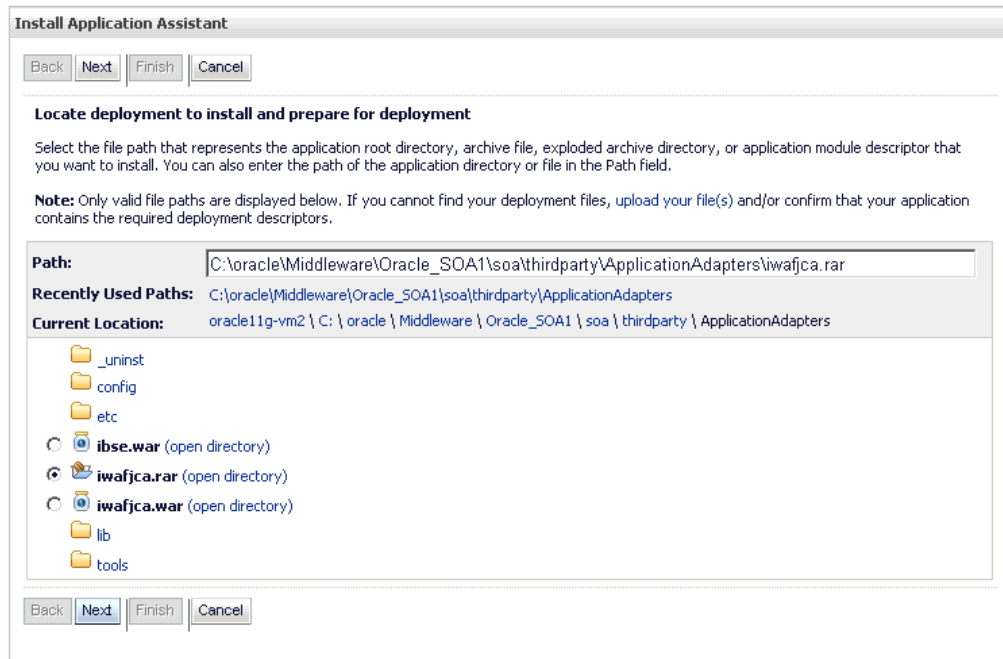 Install Application Assistant
Back Next Finish Cancel
Locate deployment to install and prepare for deployment
Select the file path that represents the application root directory, archive file, exploded archive directory, or application module descriptor that
you want to install. You can also enter the path of the application directory or file in the Path field.
Note: Only valid file paths are displayed below. If you cannot find your deployment files, upload your file(s) and/or confirm that your application
contains the required deployment descriptors.
Path: C:\oracle\Middleware\Oracle_SOA1\soa\thirdparty\ApplicationAdapters\iwafjca.rar
Recently Used Paths: C:\oracle\Middleware\Oracle_SOA1\soa\thirdparty\ApplicationAdapters
Current Location: oracle11g-vm2 \ C: \ oracle \ Middleware \ Oracle_SOA1 \ soa \ thirdparty \ ApplicationAdapters
_uninst
config
etc
ibse.war (open directory)
iwafjca.rar (open directory)
iwafjca.war (open directory)
lib
tools
Back Next Finish Cancel